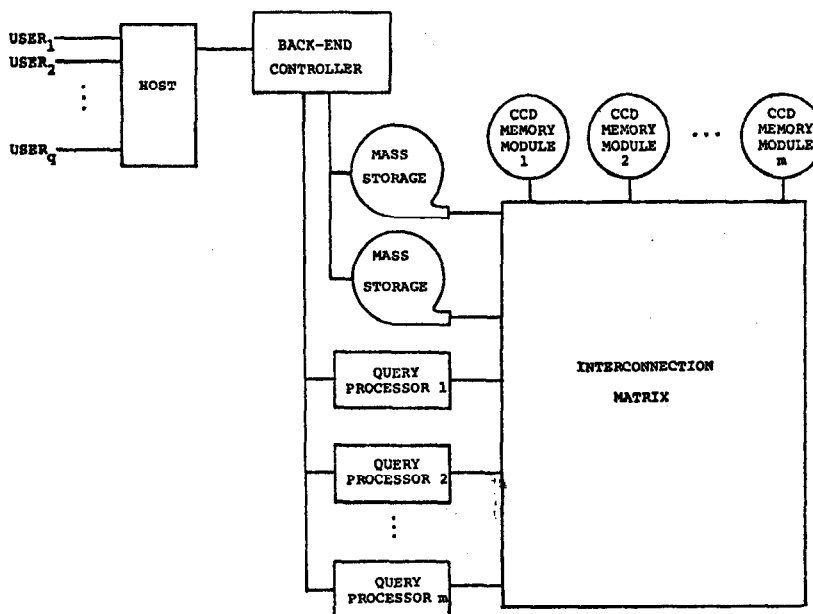 USER1
USER2
⋮
USERq
HOST
BACK-END
CONTROLLER
MASS
STORAGE
MASS
STORAGE
CCD
MEMORY
MODULE
1
CCD
MEMORY
MODULE
2
...
CCD
MEMORY
MODULE
m
QUERY
PROCESSOR 1
QUERY
PROCESSOR 2
⋮
QUERY
PROCESSOR m
INTERCONNECTION
MATRIX